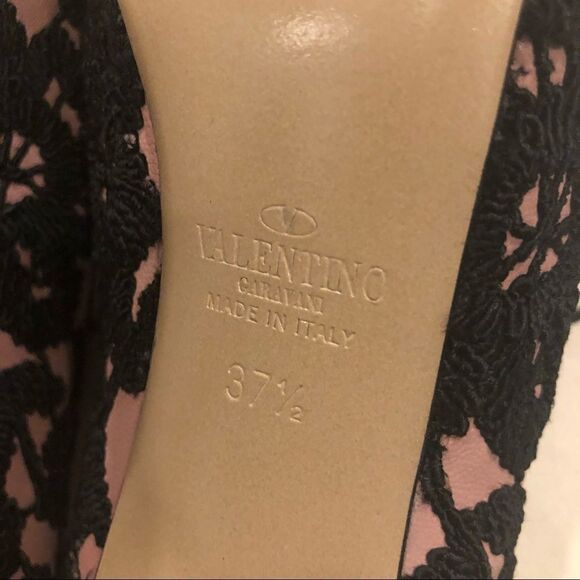 VALENTINO
GARAVANI
MADE IN ITALY
37½